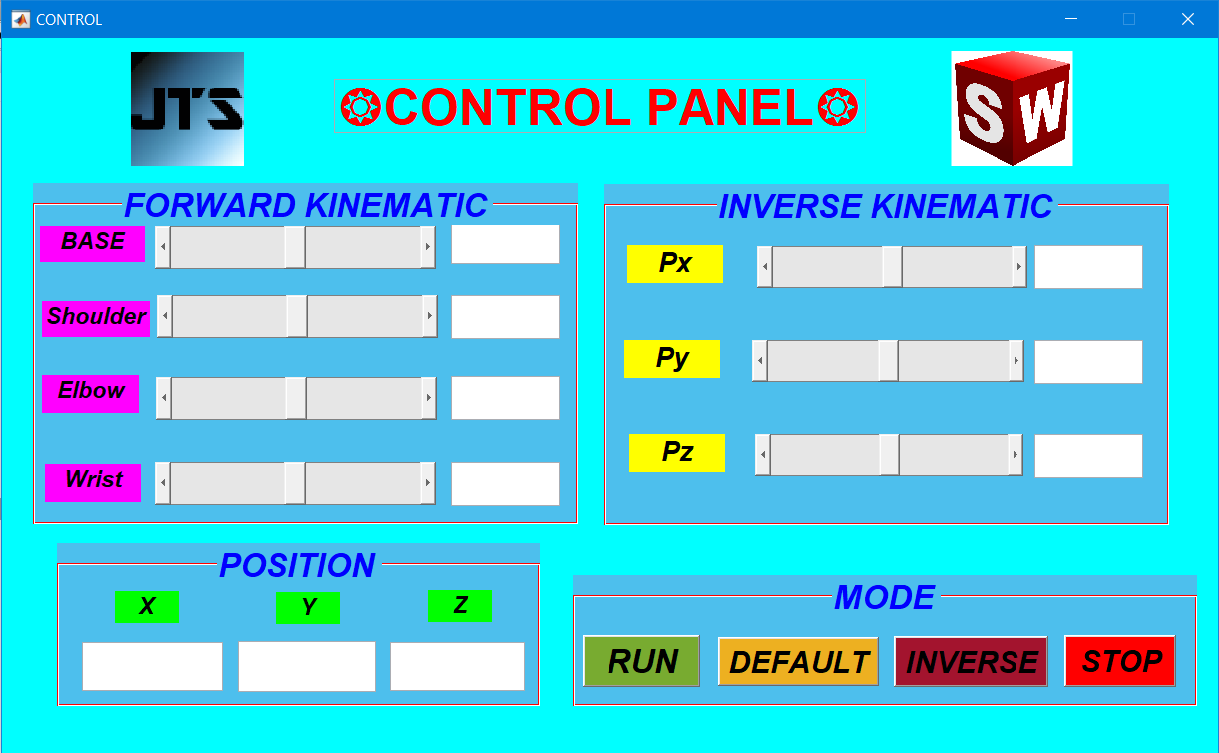 CONTROL
JTS
❂CONTROL PANEL❂
SW
FORWARD KINEMATIC
BASE
Shoulder
Elbow
Wrist
INVERSE KINEMATIC
Px
Py
Pz
POSITION
X Y Z
MODE
RUN DEFAULT INVERSE STOP